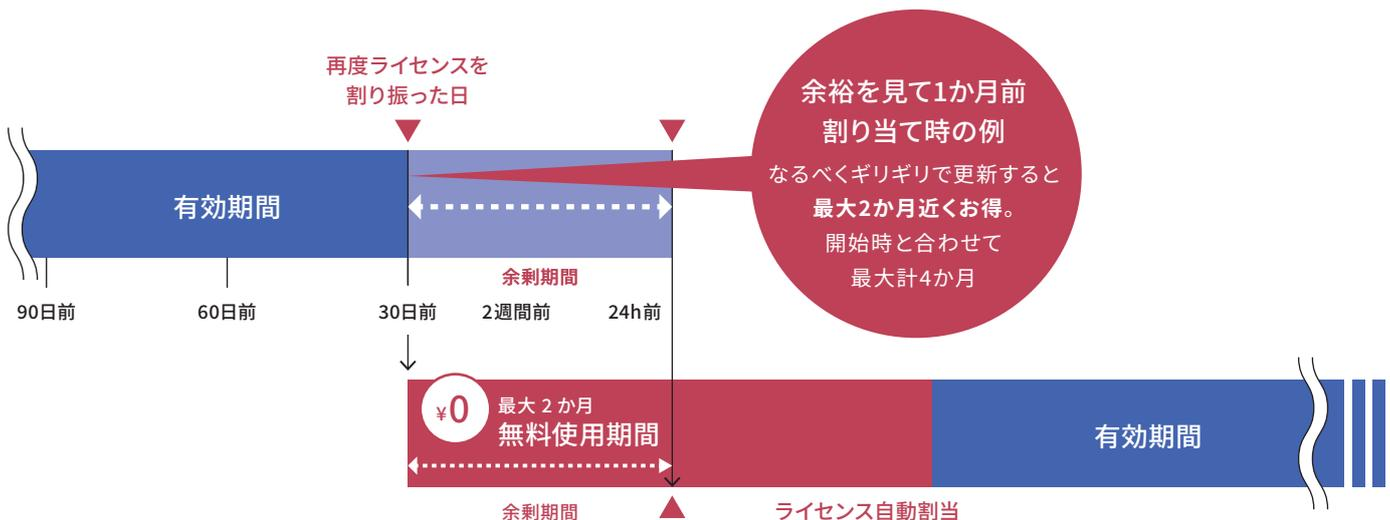 再度ライセンスを
割り振った日
余裕を見て1か月前
割り当て時の例
なるべくギリギリで更新すると
最大2か月近くお得。
開始時と合わせて
最大計4か月
有効期間
余剰期間
90日前
60日前
30日前
2週間前
24h前
¥0
最大 2 か月
無料使用期間
有効期間
余剰期間
ライセンス自動割当